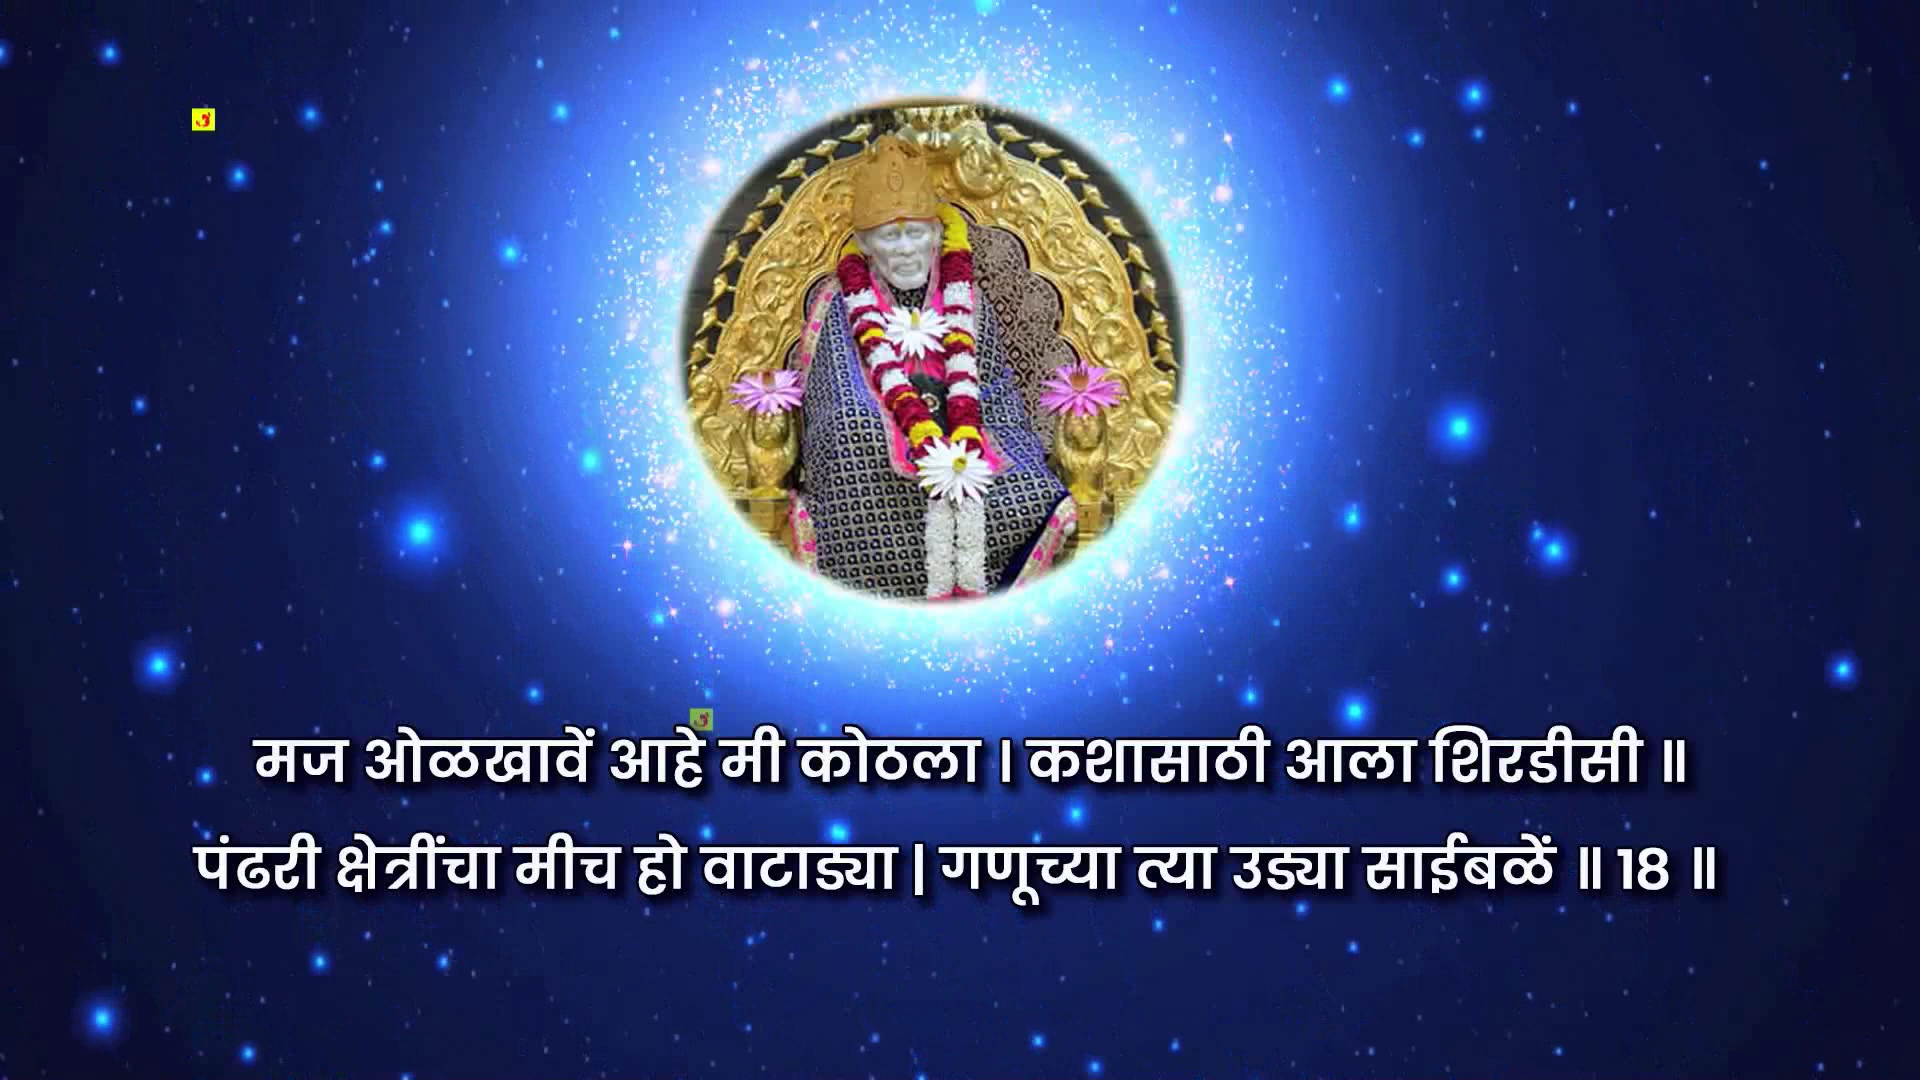 मज ओळखावें आहे मी कोठला । कशासाठी आला शिरडीसी ॥
पंढरी क्षेत्रींचा मीच हो वाटाड्या | गणूच्या त्या उड्या साईबळें ॥ 18 ॥